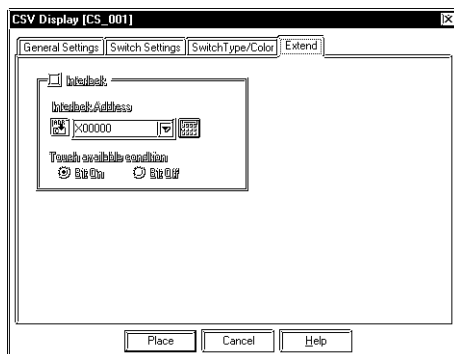 CSV Display [CS_001]
General Settings Switch Settings SwitchType/Color Extend
Interlock
Interlock Address
X00000
Touch available condition
Bit On Bit Off
Place Cancel Help